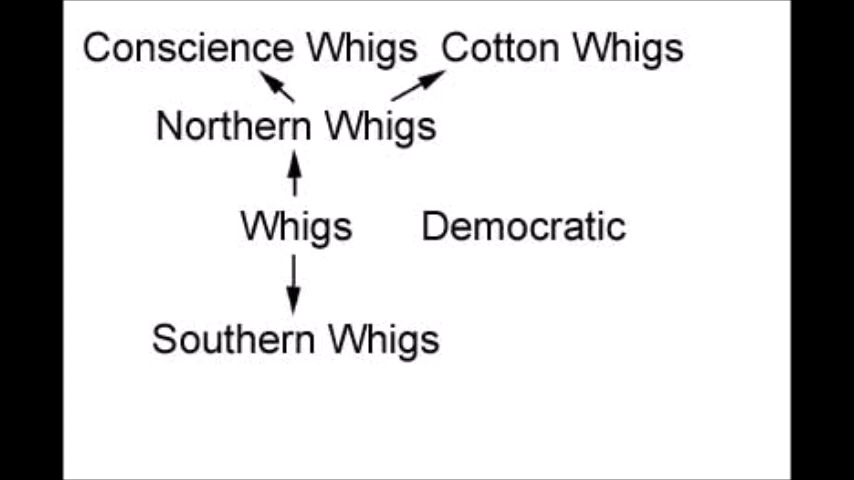 Conscience Whigs Cotton Whigs
Northern Whigs
Whigs Democratic
Southern Whigs